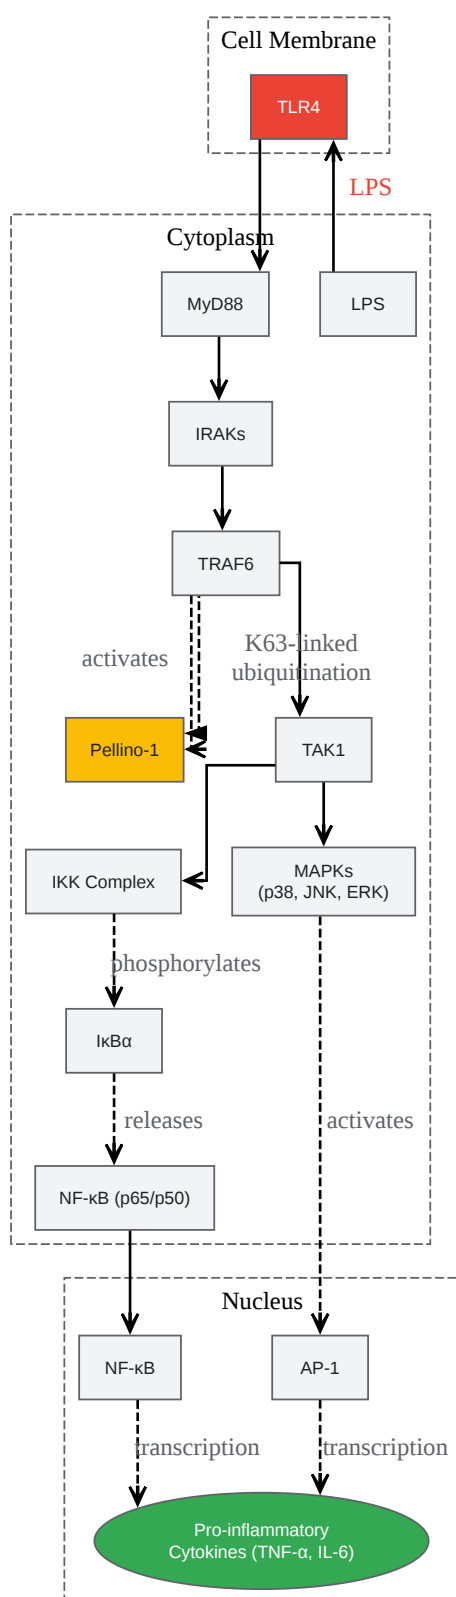 Cell Membrane
TLR4
LPS
Cytoplasm
MyD88
LPS
IRAKs
TRAF6
activates
K63-linked
ubiquitination
Pellino-1
TAK1
IKK Complex
MAPKs
(p38, JNK, ERK)
phosphorylates
IκBα
releases
activates
NF-κB (p65/p50)
Nucleus
NF-κB
AP-1
transcription
transcription
Pro-inflammatory
Cytokines (TNF-α, IL-6)